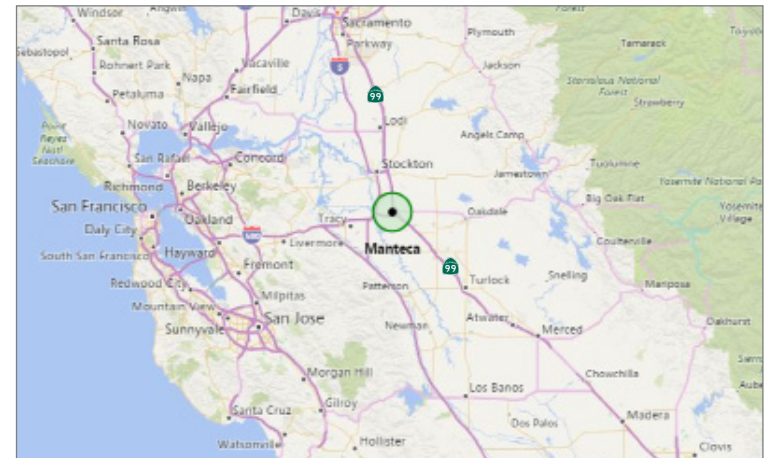 Windsor
Davis
Sacramento
Parkway
Plymouth
Sebastopol
Santa Rosa
Rohnert Park
Vacaville
Tamarack
Napa
5
Jackson
Stanislaus National
Forest
Petaluma
Fairfield
99
Strawberry
Novato
Vallejo
Lodi
Angels Camp
Point
Reyes
Nat'l
Seashore
San Rafael
Concord
Stockton
Jamestown
Tuolumne
Richmond
Berkeley
Yosemite National Pa
San Francisco
Oakland
Tracy
Oakdale
Big Oak Flat
Yosemite
Village
Daly City
Manteca
Coulterville
South San Francisco
Hayward
Livermore
Fremont
99
Snelling
Redwood City
Patterson
Turlock
Mariposa
Mountain View
Milpitas
Sunnyvale
San Jose
Newman
Atwater
Merced
Oakhurst
Morgan Hill
Chowchilla
Los Banos
Santa Cruz
Gilroy
Dos Palos
Madera
Watsonville
Hollister
Clovis